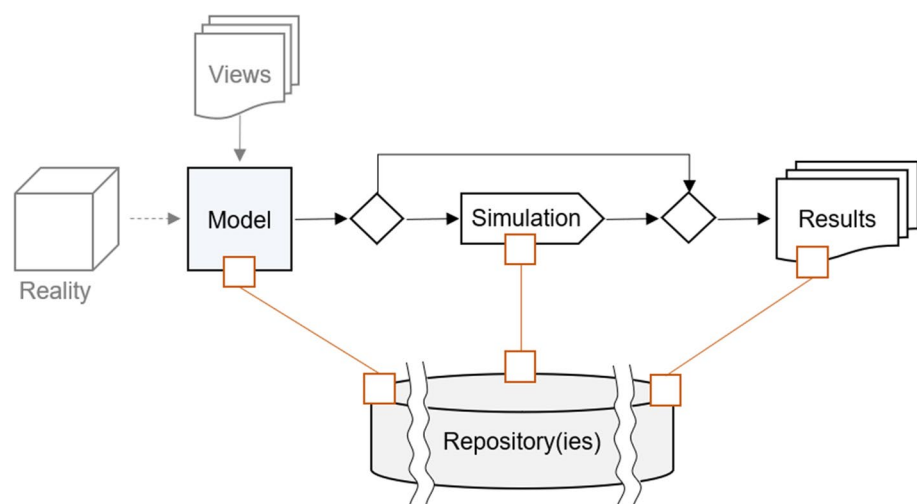 Views
Model
Simulation
Results
Reality
Repository(ies)